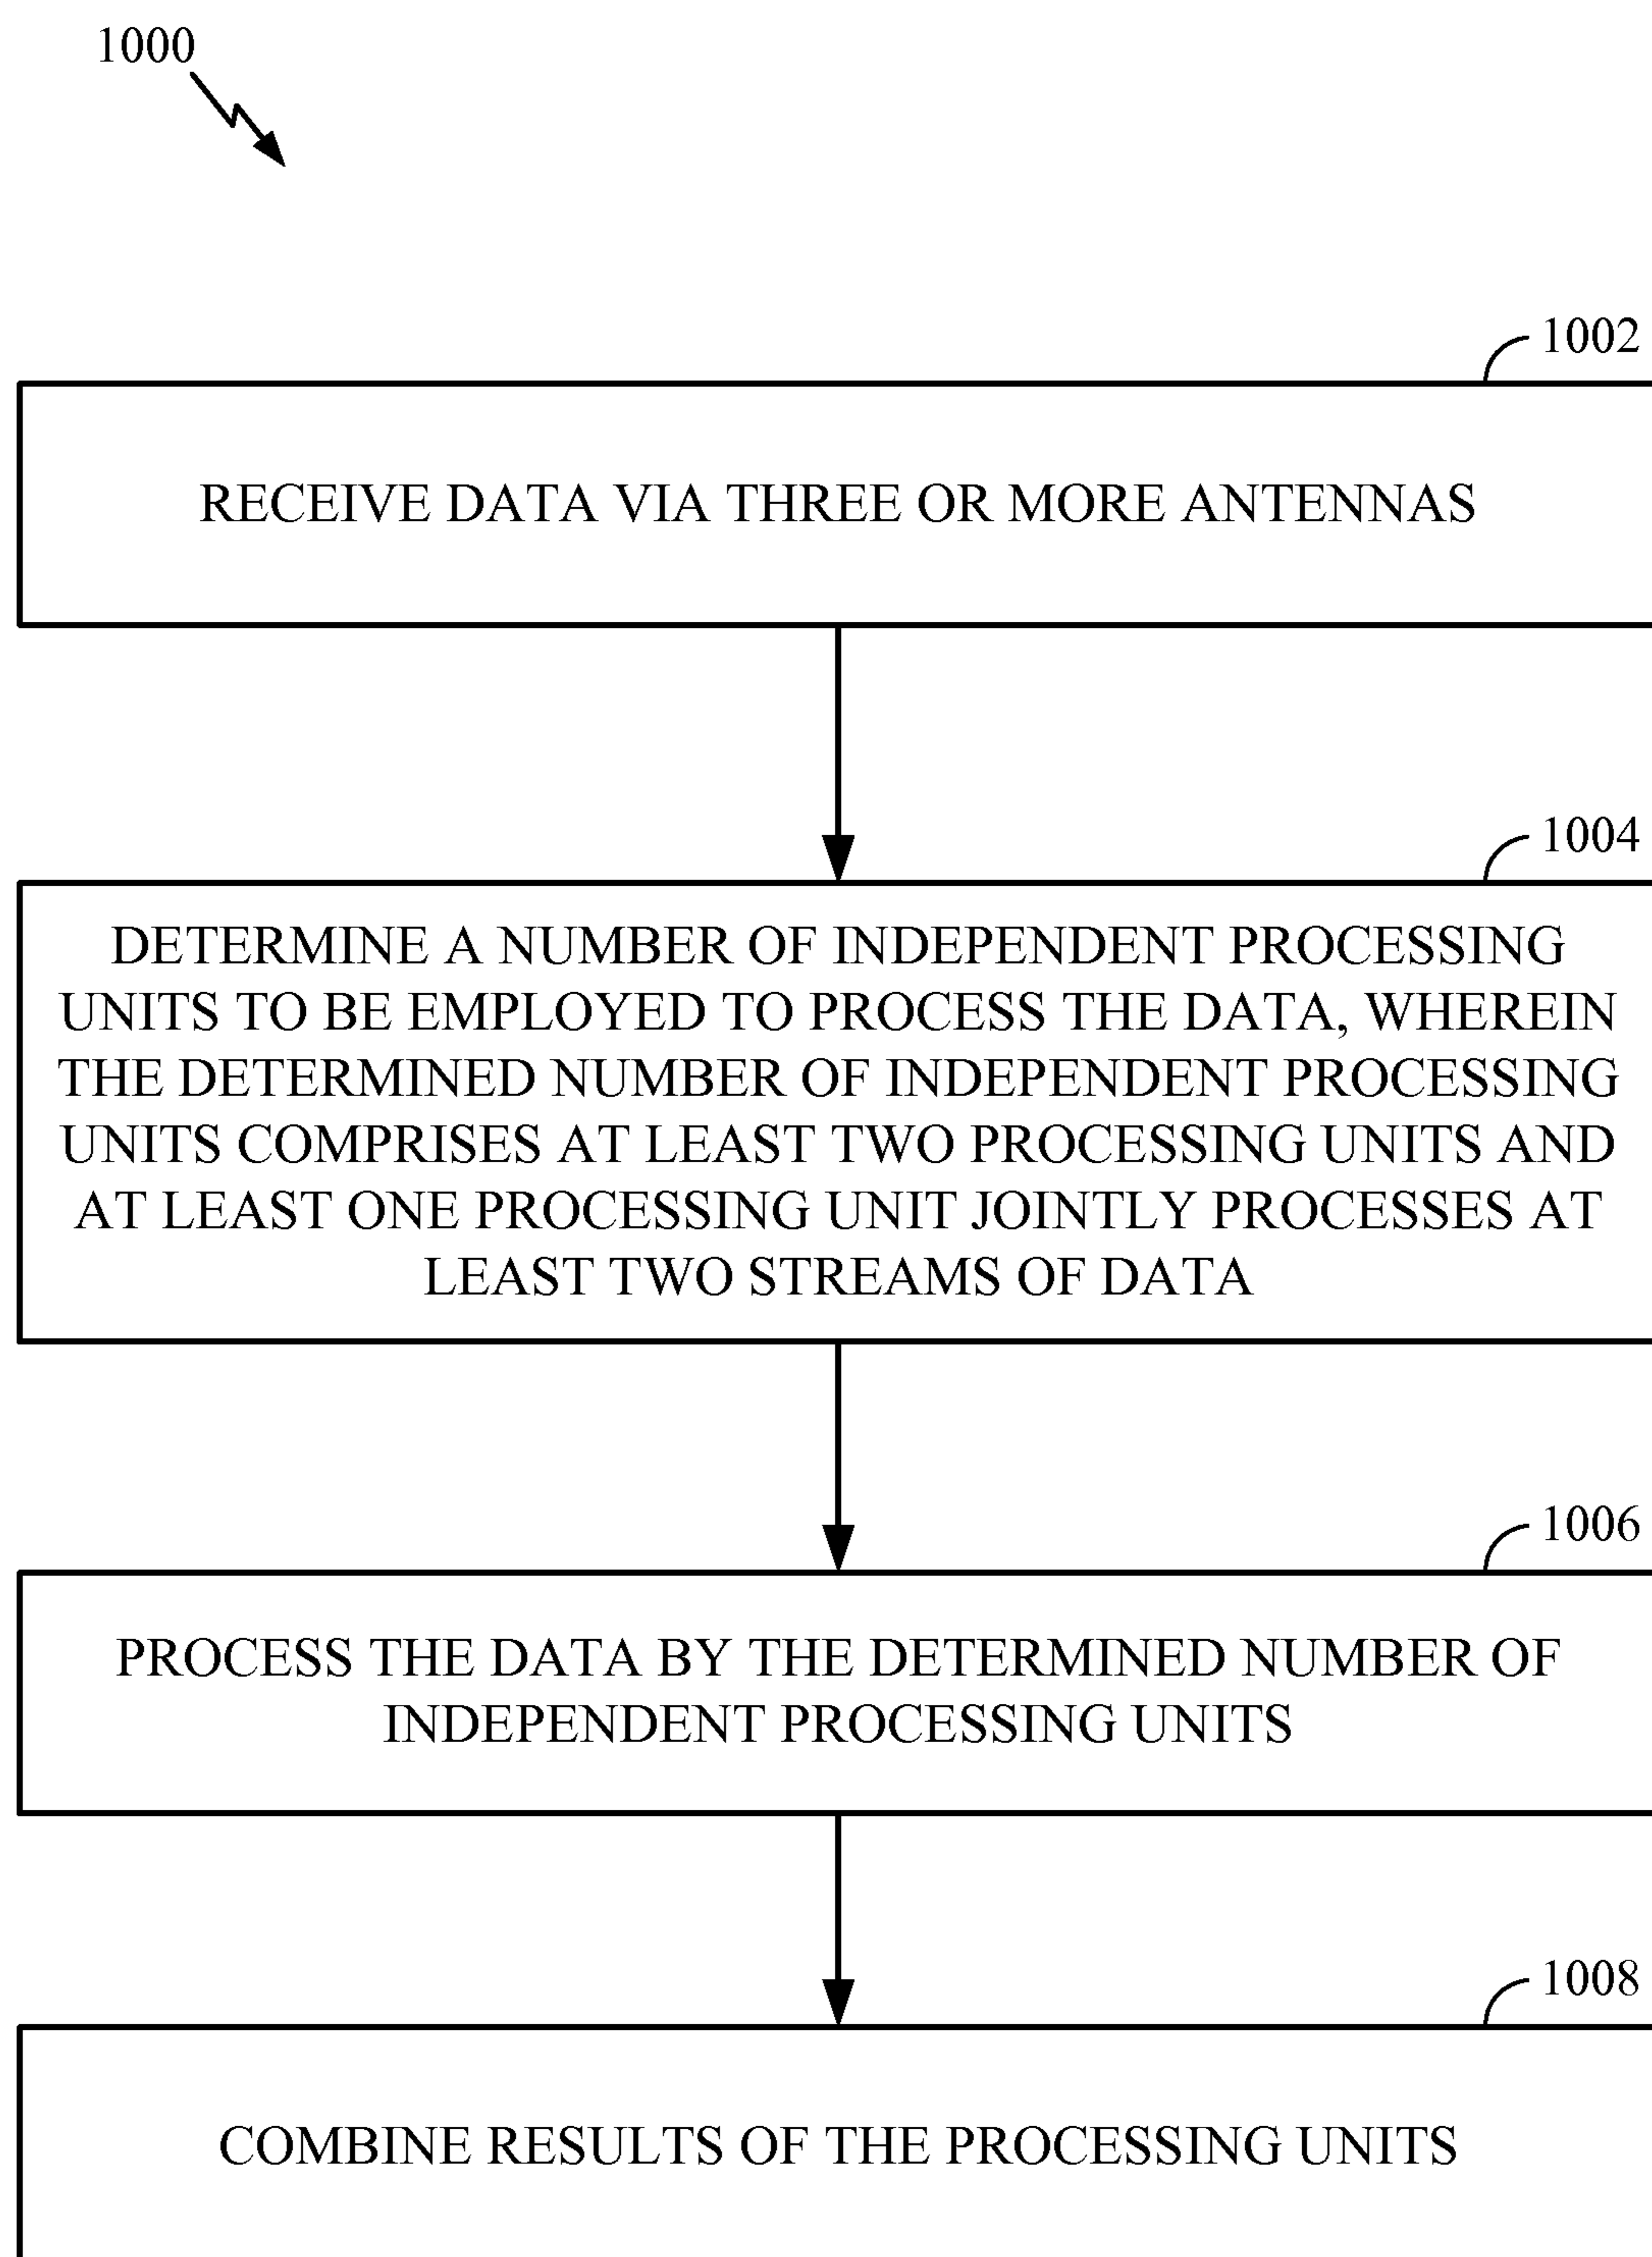 1000
1002
RECEIVE DATA VIA THREE OR MORE ANTENNAS
1004
DETERMINE A NUMBER OF INDEPENDENT PROCESSING
UNITS TO BE EMPLOYED TO PROCESS THE DATA, WHEREIN
THE DETERMINED NUMBER OF INDEPENDENT PROCESSING
UNITS COMPRISES AT LEAST TWO PROCESSING UNITS AND
AT LEAST ONE PROCESSING UNIT JOINTLY PROCESSES AT
LEAST TWO STREAMS OF DATA
1006
PROCESS THE DATA BY THE DETERMINED NUMBER OF
INDEPENDENT PROCESSING UNITS
1008
COMBINE RESULTS OF THE PROCESSING UNITS